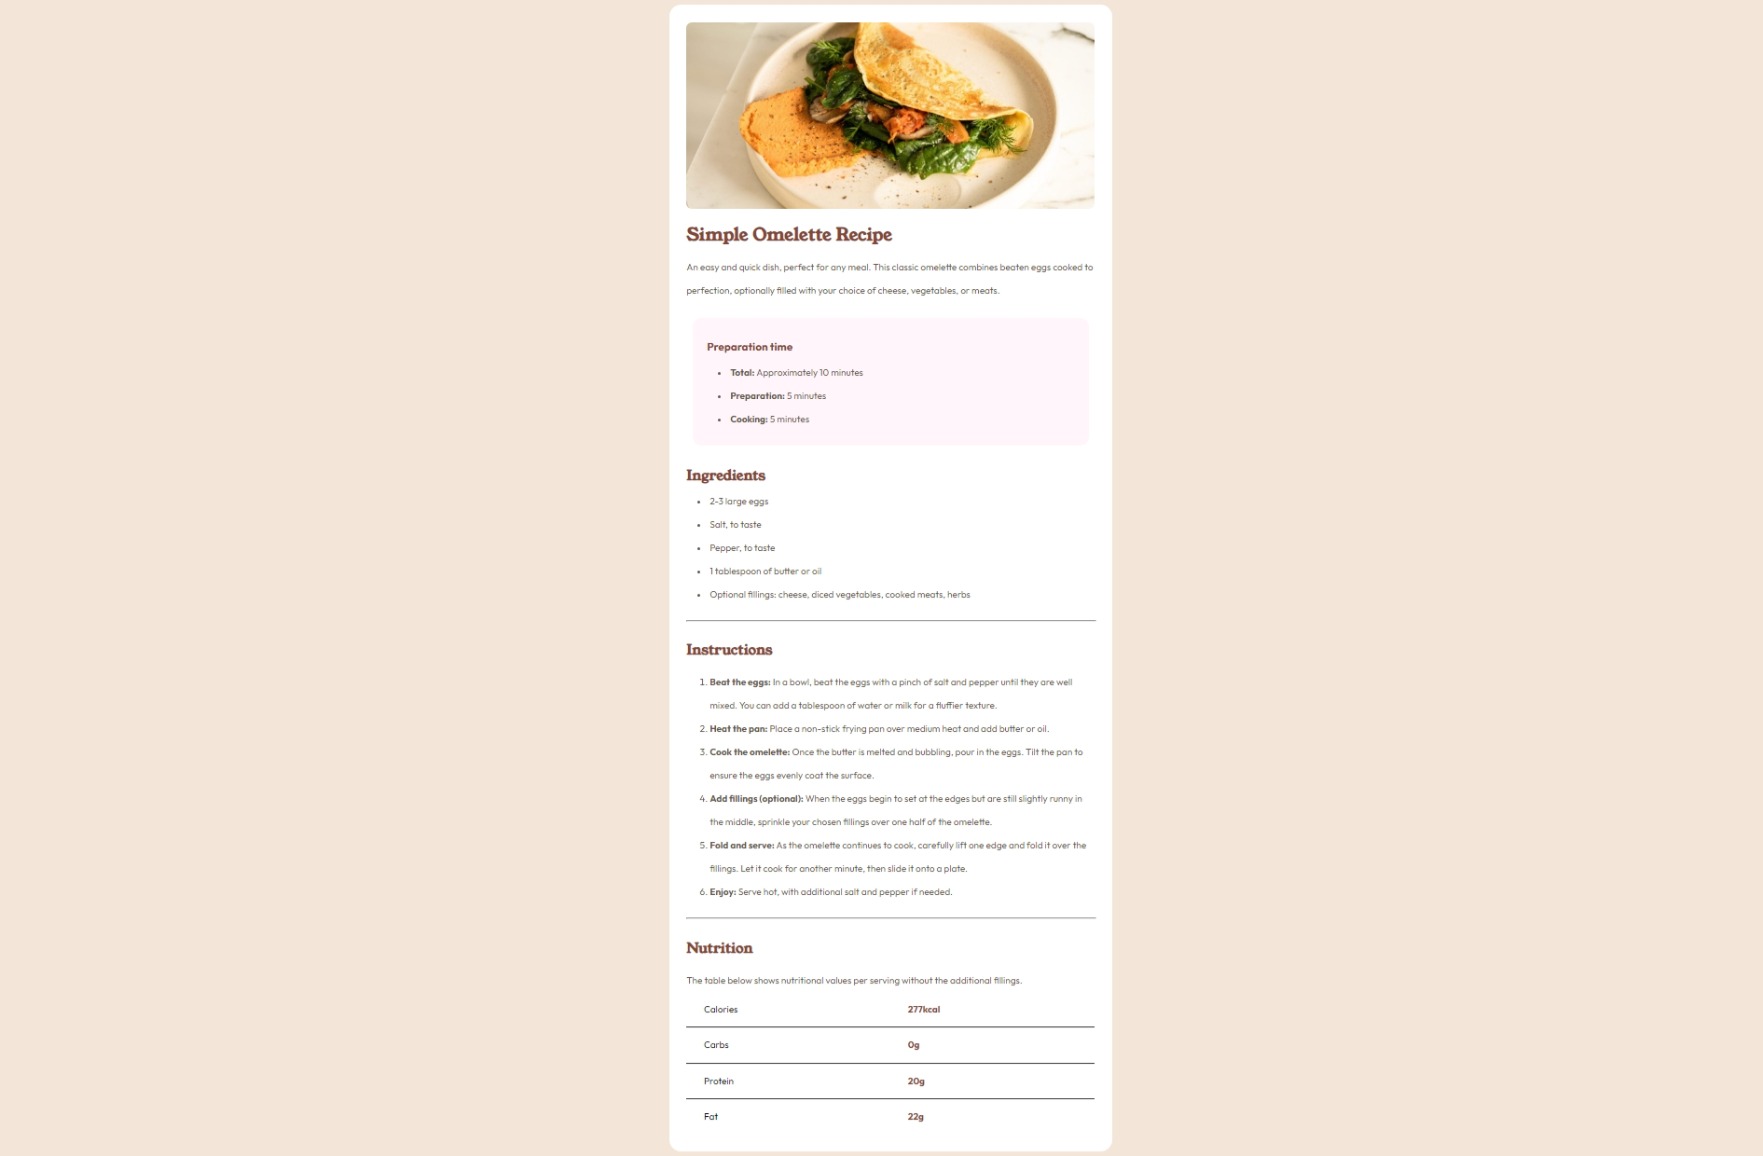 Simple Omelette Recipe
An easy and quick dish, perfect for any meal. This classic omelette combines beaten eggs cooked to
perfection, optionally filled with your choice of cheese, vegetables, or meats.
Preparation time
• Total: Approximately 10 minutes
• Preparation: 5 minutes
• Cooking: 5 minutes
Ingredients
• 2-3 large eggs
• Salt, to taste
• Pepper, to taste
• 1 tablespoon of butter or oil
• Optional fillings: cheese, diced vegetables, cooked meats, herbs
Instructions
1. Beat the eggs: In a bowl, beat the eggs with a pinch of salt and pepper until they are well
mixed. You can add a tablespoon of water or milk for a fluffier texture.
2. Heat the pan: Place a non-stick frying pan over medium heat and add butter or oil.
3. Cook the omelette: Once the butter is melted and bubbling, pour in the eggs. Tilt the pan to
ensure the eggs evenly coat the surface.
4. Add fillings (optional): When the eggs begin to set at the edges but are still slightly runny in
the middle, sprinkle your chosen fillings over one half of the omelette.
5. Fold and serve: As the omelette continues to cook, carefully lift one edge and fold it over the
fillings. Let it cook for another minute, then slide it onto a plate.
6. Enjoy: Serve hot, with additional salt and pepper if needed.
Nutrition
The table below shows nutritional values per serving without the additional fillings.
Calories 277kcal
Carbs 0g
Protein 20g
Fat 22g